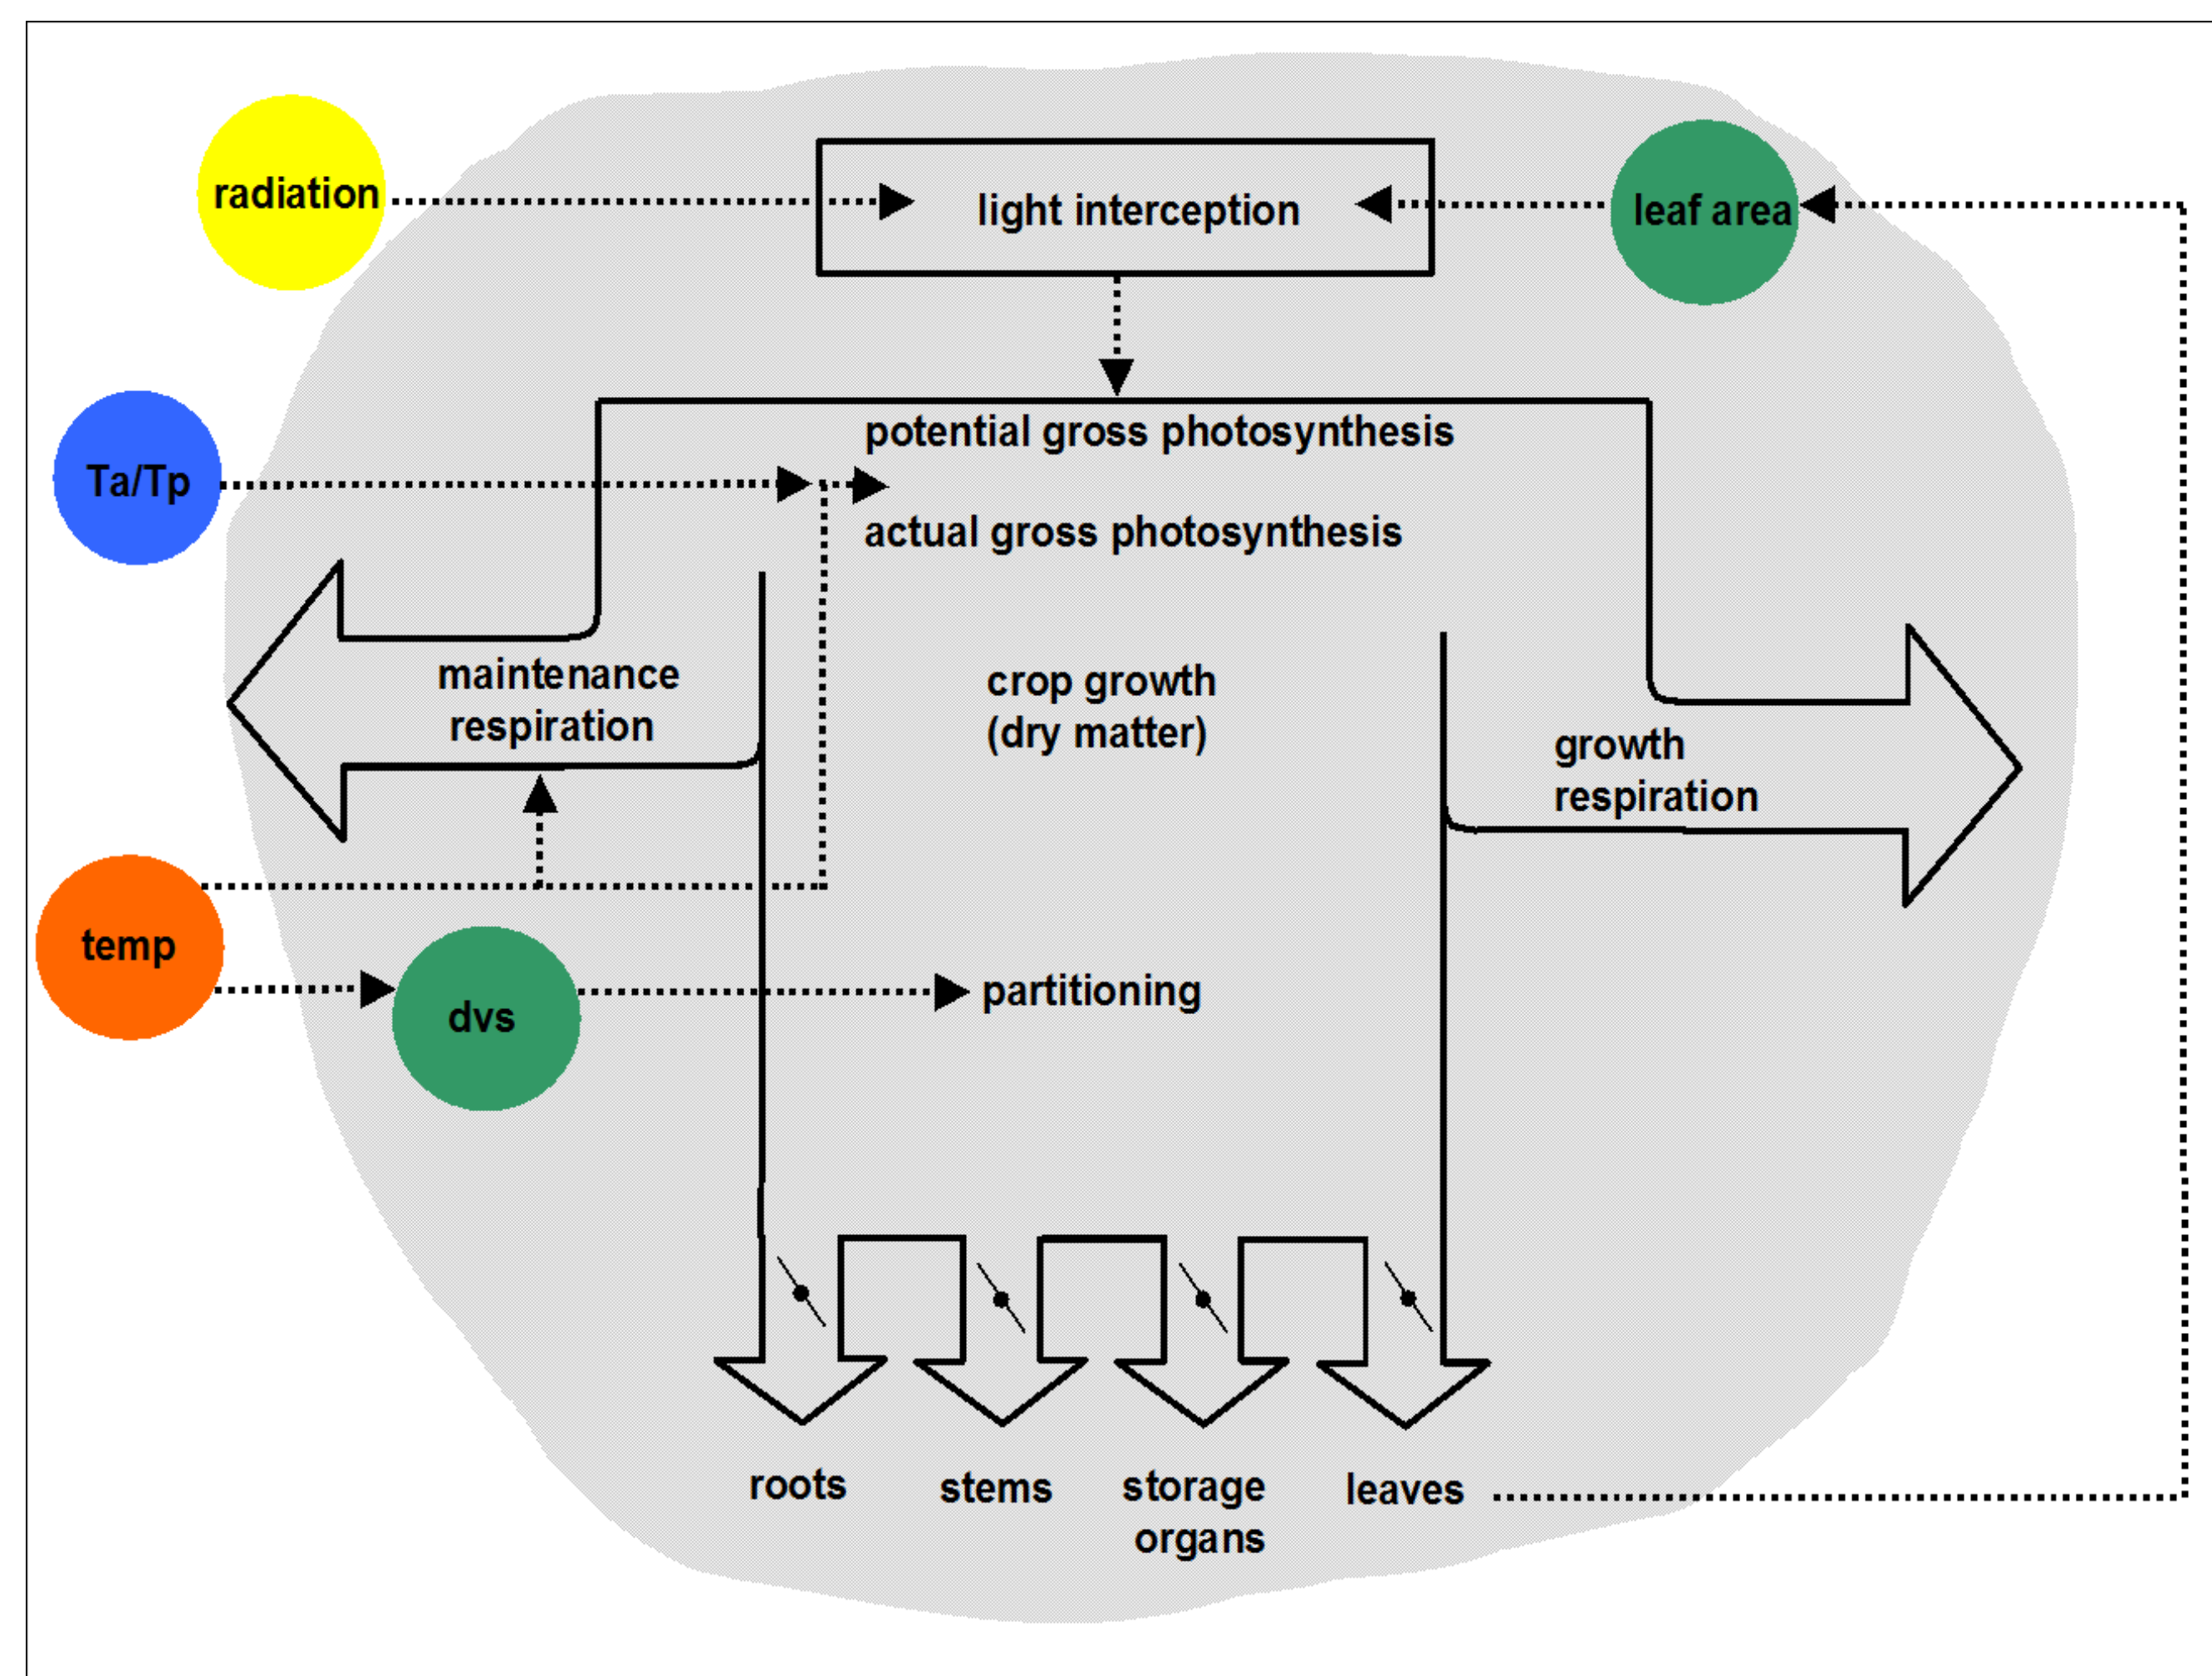 radiation
light interception
leaf area
potential gross photosynthesis
Ta/Tp
actual gross photosynthesis
maintenance
respiration
crop growth
(dry matter)
growth
respiration
temp
dvs
partitioning
roots
stems
storage
organs
leaves